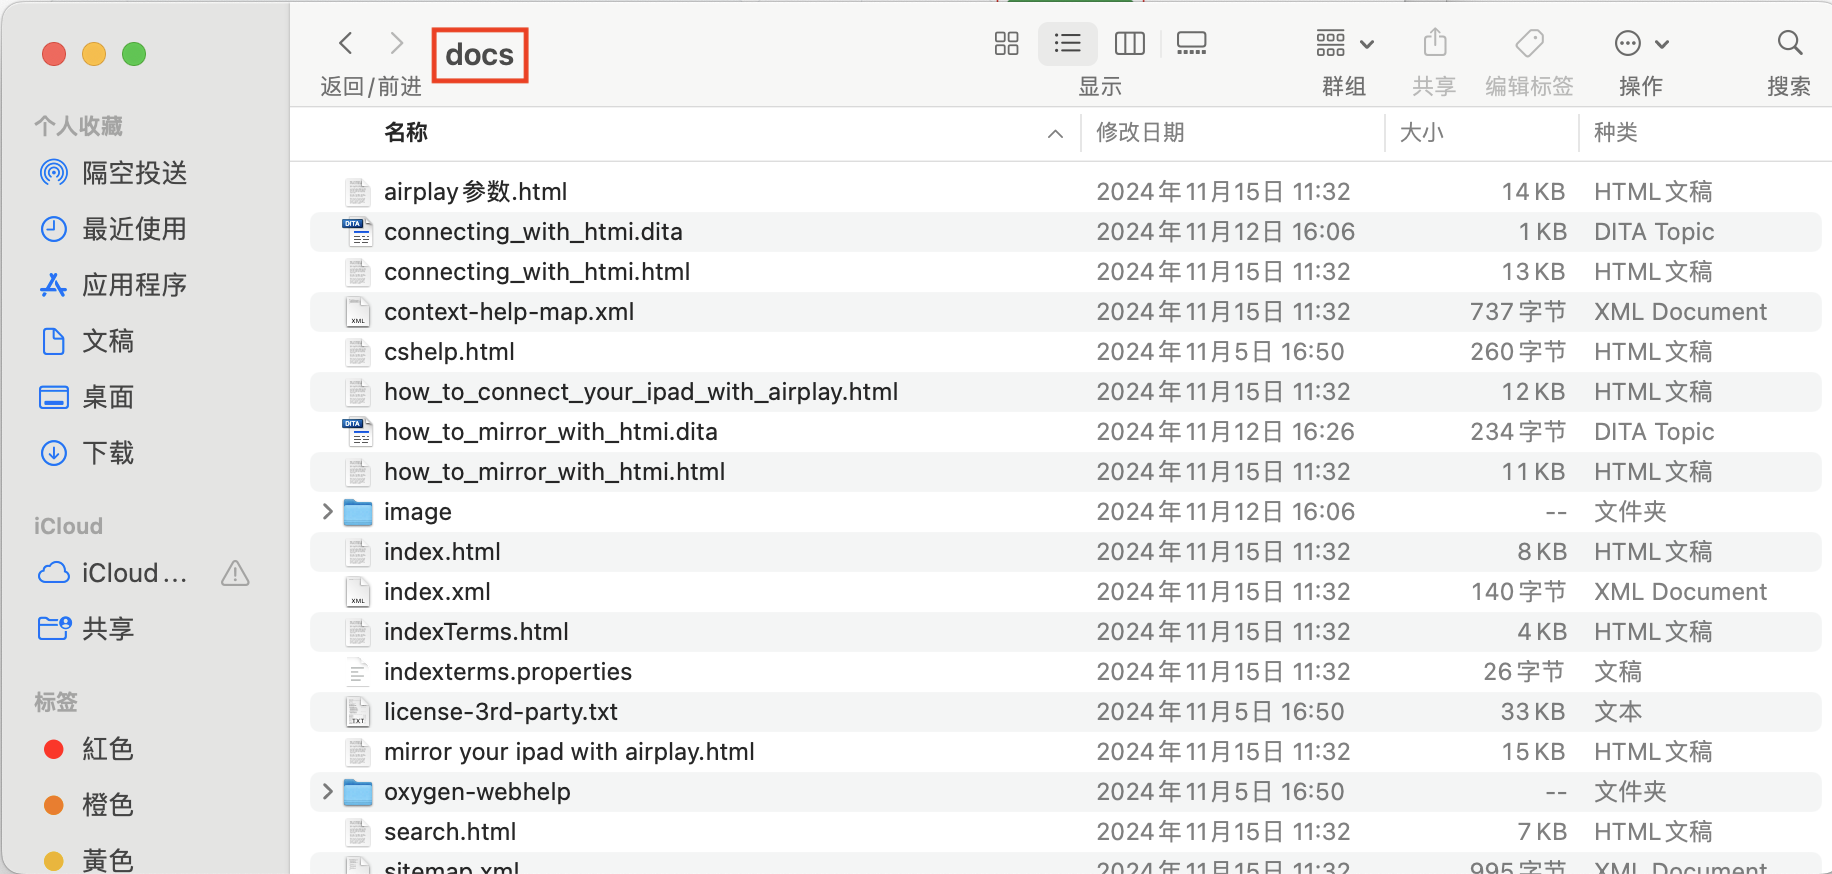 docs
返回/前进
显示
群组
共享
编辑标签
操作
搜索
个人收藏
隔空投送
最近使用
应用程序
文稿
桌面
下载
iCloud
iCloud...
共享
标签
紅色
橙色
黃色
名称 修改日期 大小 种类
airplay参数.html 2024年11月15日 11:32 14 KB HTML文稿
DITA connecting_with_htmi.dita 2024年11月12日 16:06 1 KB DITA Topic
connecting_with_htmi.html 2024年11月15日 11:32 13 KB HTML文稿
XML context-help-map.xml 2024年11月15日 11:32 737字节 XML Document
cshelp.html 2024年11月5日 16:50 260字节 HTML文稿
how_to_connect_your_ipad_with_airplay.html 2024年11月15日 11:32 12 KB HTML文稿
DITA how_to_mirror_with_htmi.dita 2024年11月12日 16:26 234字节 DITA Topic
how_to_mirror_with_htmi.html 2024年11月15日 11:32 11 KB HTML文稿
image 2024年11月12日 16:06 -- 文件夹
index.html 2024年11月15日 11:32 8 KB HTML文稿
XML index.xml 2024年11月15日 11:32 140字节 XML Document
indexTerms.html 2024年11月15日 11:32 4 KB HTML文稿
indexterms.properties 2024年11月15日 11:32 26字节 文稿
TXT license-3rd-party.txt 2024年11月5日 16:50 33 KB 文本
mirror your ipad with airplay.html 2024年11月15日 11:32 15 KB HTML文稿
oxygen-webhelp 2024年11月5日 16:50 -- 文件夹
search.html 2024年11月15日 11:32 7 KB HTML文稿
sitemap.xml 2024年11月15日 11:32 995字节 XML Document